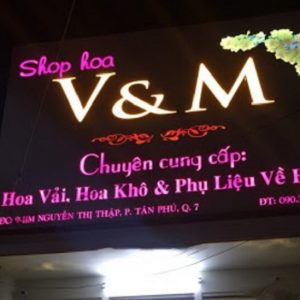 Shop hoa
V & M
Chuyên cung cấp:
Hoa Vải, Hoa Khô & Phụ Liệu Về H
NGUYỄN THỊ THẬP, P. TÂN PHÚ, Q. 7 ĐT: 090.